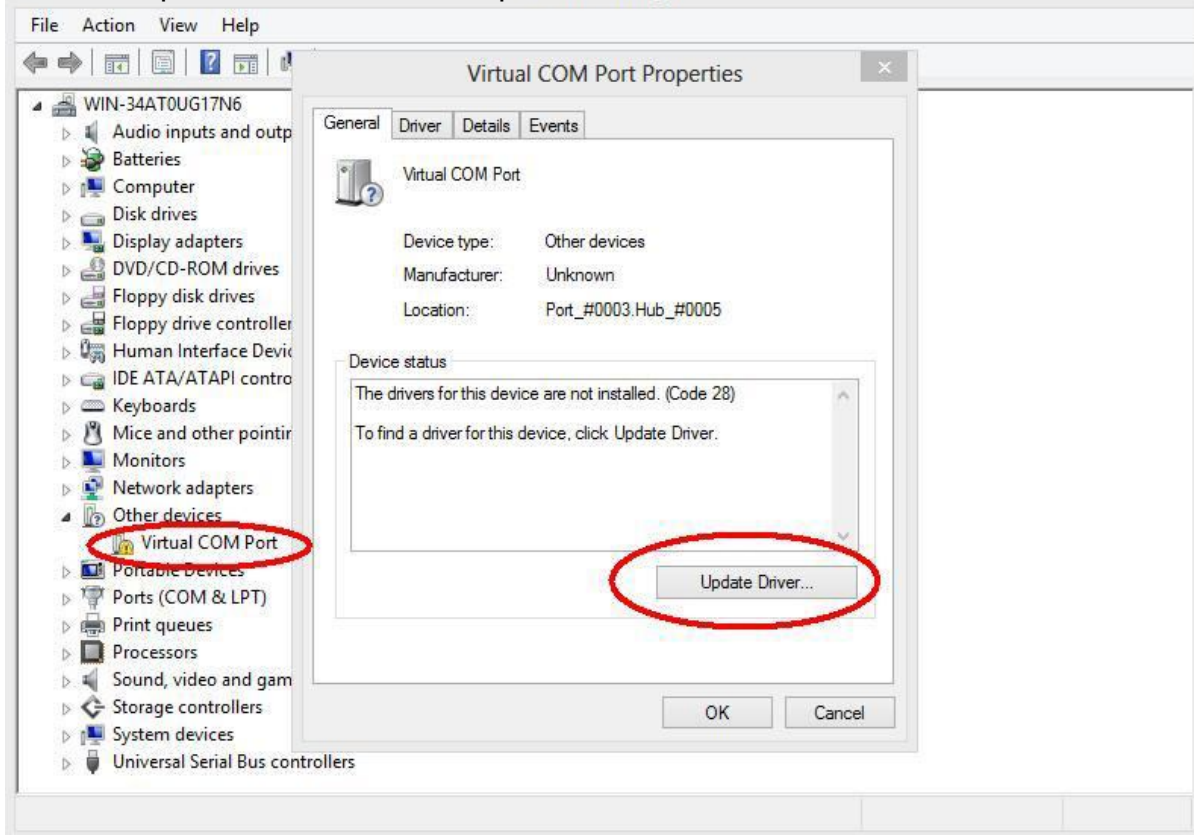 File Action View Help
Virtual COM Port Properties
WIN-34AT0UG17N6
Audio inputs and outp
Batteries
Computer
Disk drives
Display adapters
DVD/CD-ROM drives
Floppy disk drives
Floppy drive controller
Human Interface Devic
IDE ATA/ATAPI contro
Keyboards
Mice and other pointin
Monitors
Network adapters
Other devices
Virtual COM Port
Portable Devices
Ports (COM & LPT)
Print queues
Processors
Sound, video and gam
Storage controllers
System devices
Universal Serial Bus controllers
General Driver Details Events
Virtual COM Port
Device type: Other devices
Manufacturer: Unknown
Location: Port_#0003.Hub_#0005
Device status
The drivers for this device are not installed. (Code 28)
To find a driver for this device, click Update Driver.
Update Driver...
OK Cancel